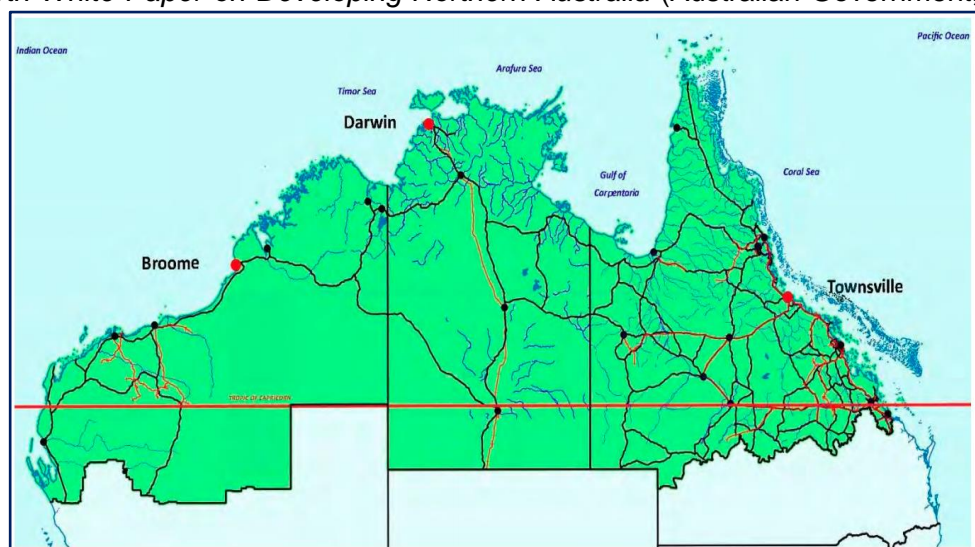 th White Paper on Developing Northern Australia (Australian Government,
Indian Ocean
Pacific Ocean
Arafura Sea
Timor Sea
Darwin
Gulf of
Carpentaria
Coral Sea
Broome
Townsville
TROPIC OF CAPRICORN